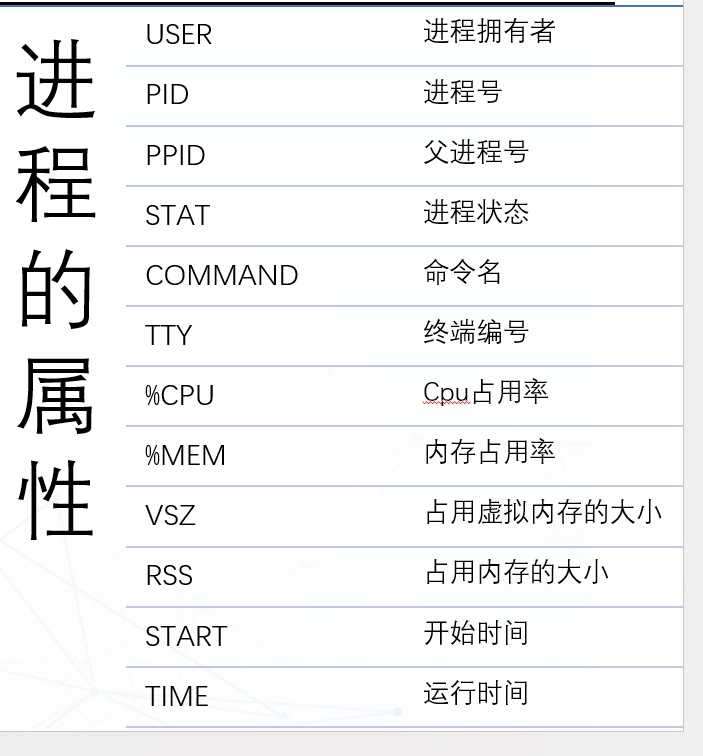 进程的属性
USER 进程拥有者
PID 进程号
PPID 父进程号
STAT 进程状态
COMMAND 命令名
TTY 终端编号
%CPU Cpu占用率
%MEM 内存占用率
VSZ 占用虚拟内存的大小
RSS 占用内存的大小
START 开始时间
TIME 运行时间